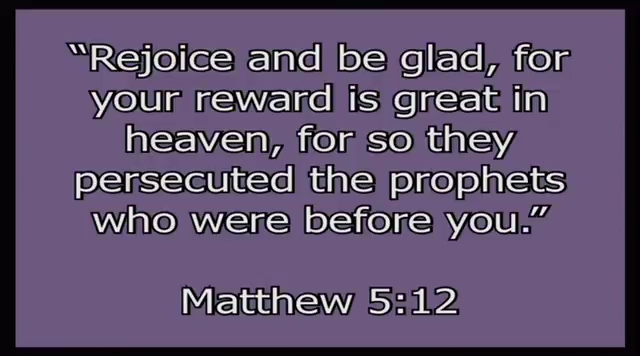 “Rejoice and be glad, for
your reward is great in
heaven, for so they
persecuted the prophets
who were before you.”
Matthew 5:12